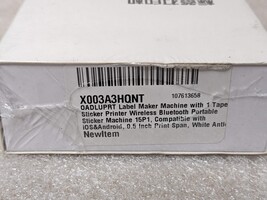 X003A3HQNT
107613658
OADLUPRT Label Maker Machine with 1 Tape
Sticker Printer Wireless Bluetooth Portable
Sticker Machine 15P1, Compatible with
iOS&Android, 0.5 Inch Print Span, White Anti
NewItem